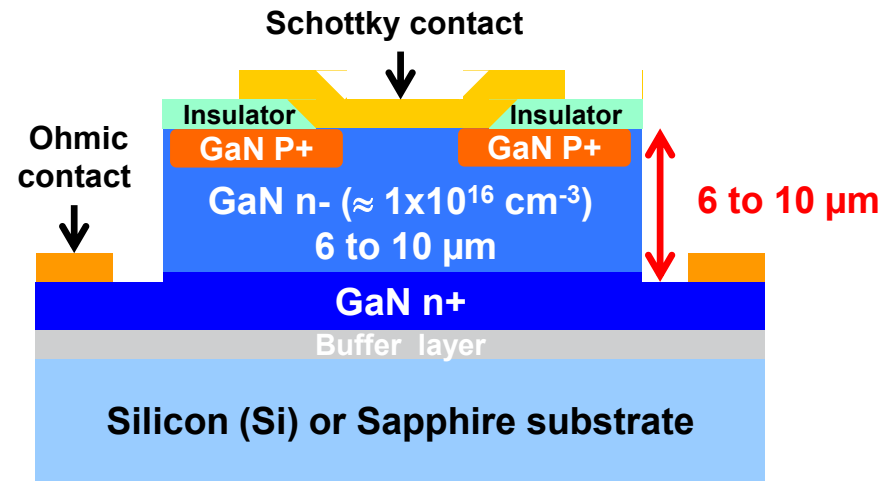 Schottky contact
Insulator
Insulator
Ohmic
contact
GaN P+
GaN P+
GaN n- (≈ 1x10¹⁶ cm⁻³)
6 to 10 µm
6 to 10 µm
GaN n+
Buffer layer
Silicon (Si) or Sapphire substrate